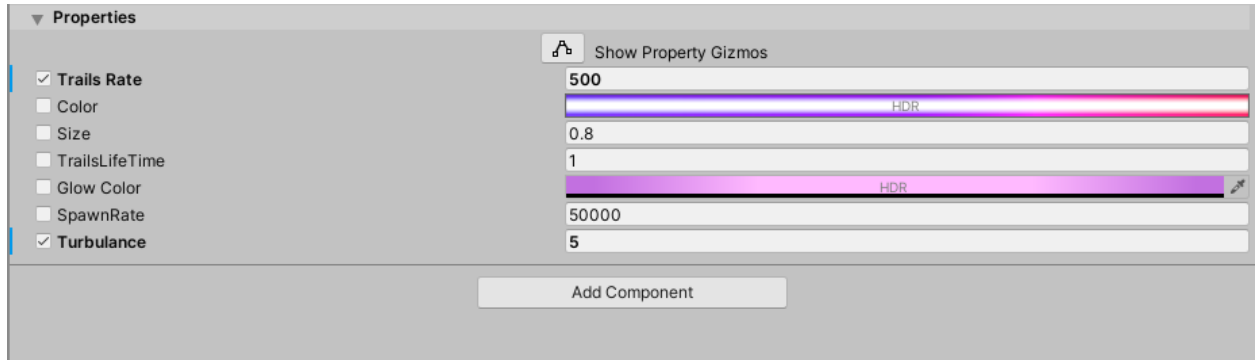 Properties
Show Property Gizmos
Trails Rate 500
Color HDR
Size 0.8
TrailsLifeTime 1
Glow Color HDR
SpawnRate 50000
Turbulance 5
Add Component